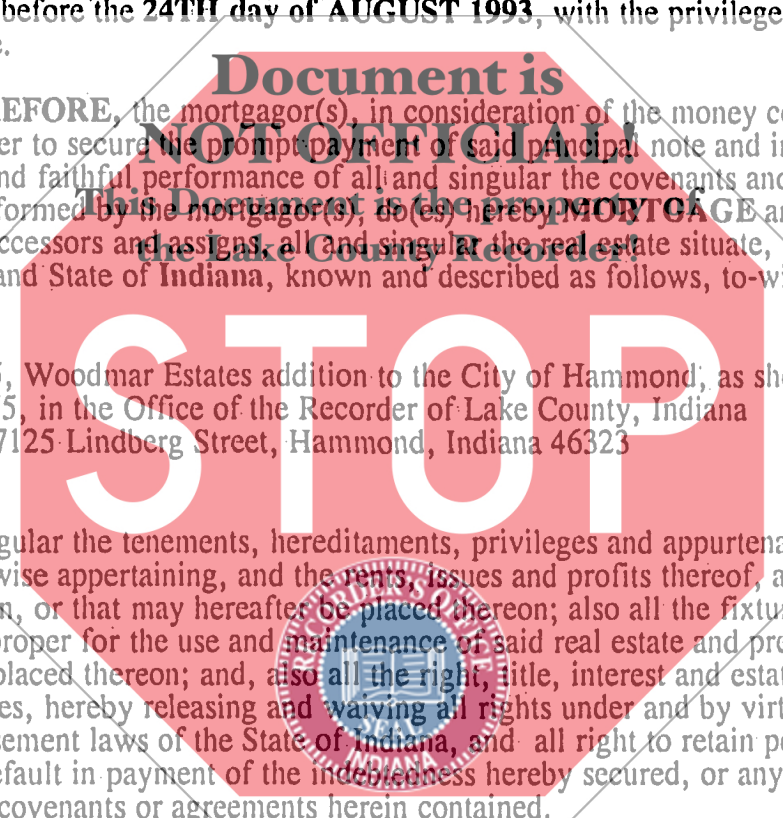 before the 24TH day of AUGUST 1993, with the privilege
e.
Document is
EFORE, the mortgagor(s), in consideration of the money c
NOT OFFICIAL!
er to secure the prompt payment of said principal note and i
nd faithful performance of all and singular the covenants and
This Document is the property of
formed by the mortgagor(s), do(es) hereby MORTGAGE a
the Lake County Recorder!
ccessors and assigns, all and singular the real estate situate,
and State of Indiana, known and described as follows, to-wi
STOP
, Woodmar Estates addition to the City of Hammond, as sh
5, in the Office of the Recorder of Lake County, Indiana
7125 Lindberg Street, Hammond, Indiana 46323
gular the tenements, hereditaments, privileges and appurtena
wise appertaining, and the rents, issues and profits thereof, a
n, or that may hereafter be placed thereon; also all the fixtu
proper for the use and maintenance of said real estate and pro
placed thereon; and, also all the right, title, interest and estat
es, hereby releasing and waiving all rights under and by virt
sement laws of the State of Indiana, and all right to retain p
efault in payment of the indebtedness hereby secured, or any
covenants or agreements herein contained.
RECORDER'S OFFICE
SEAL
INDIANA